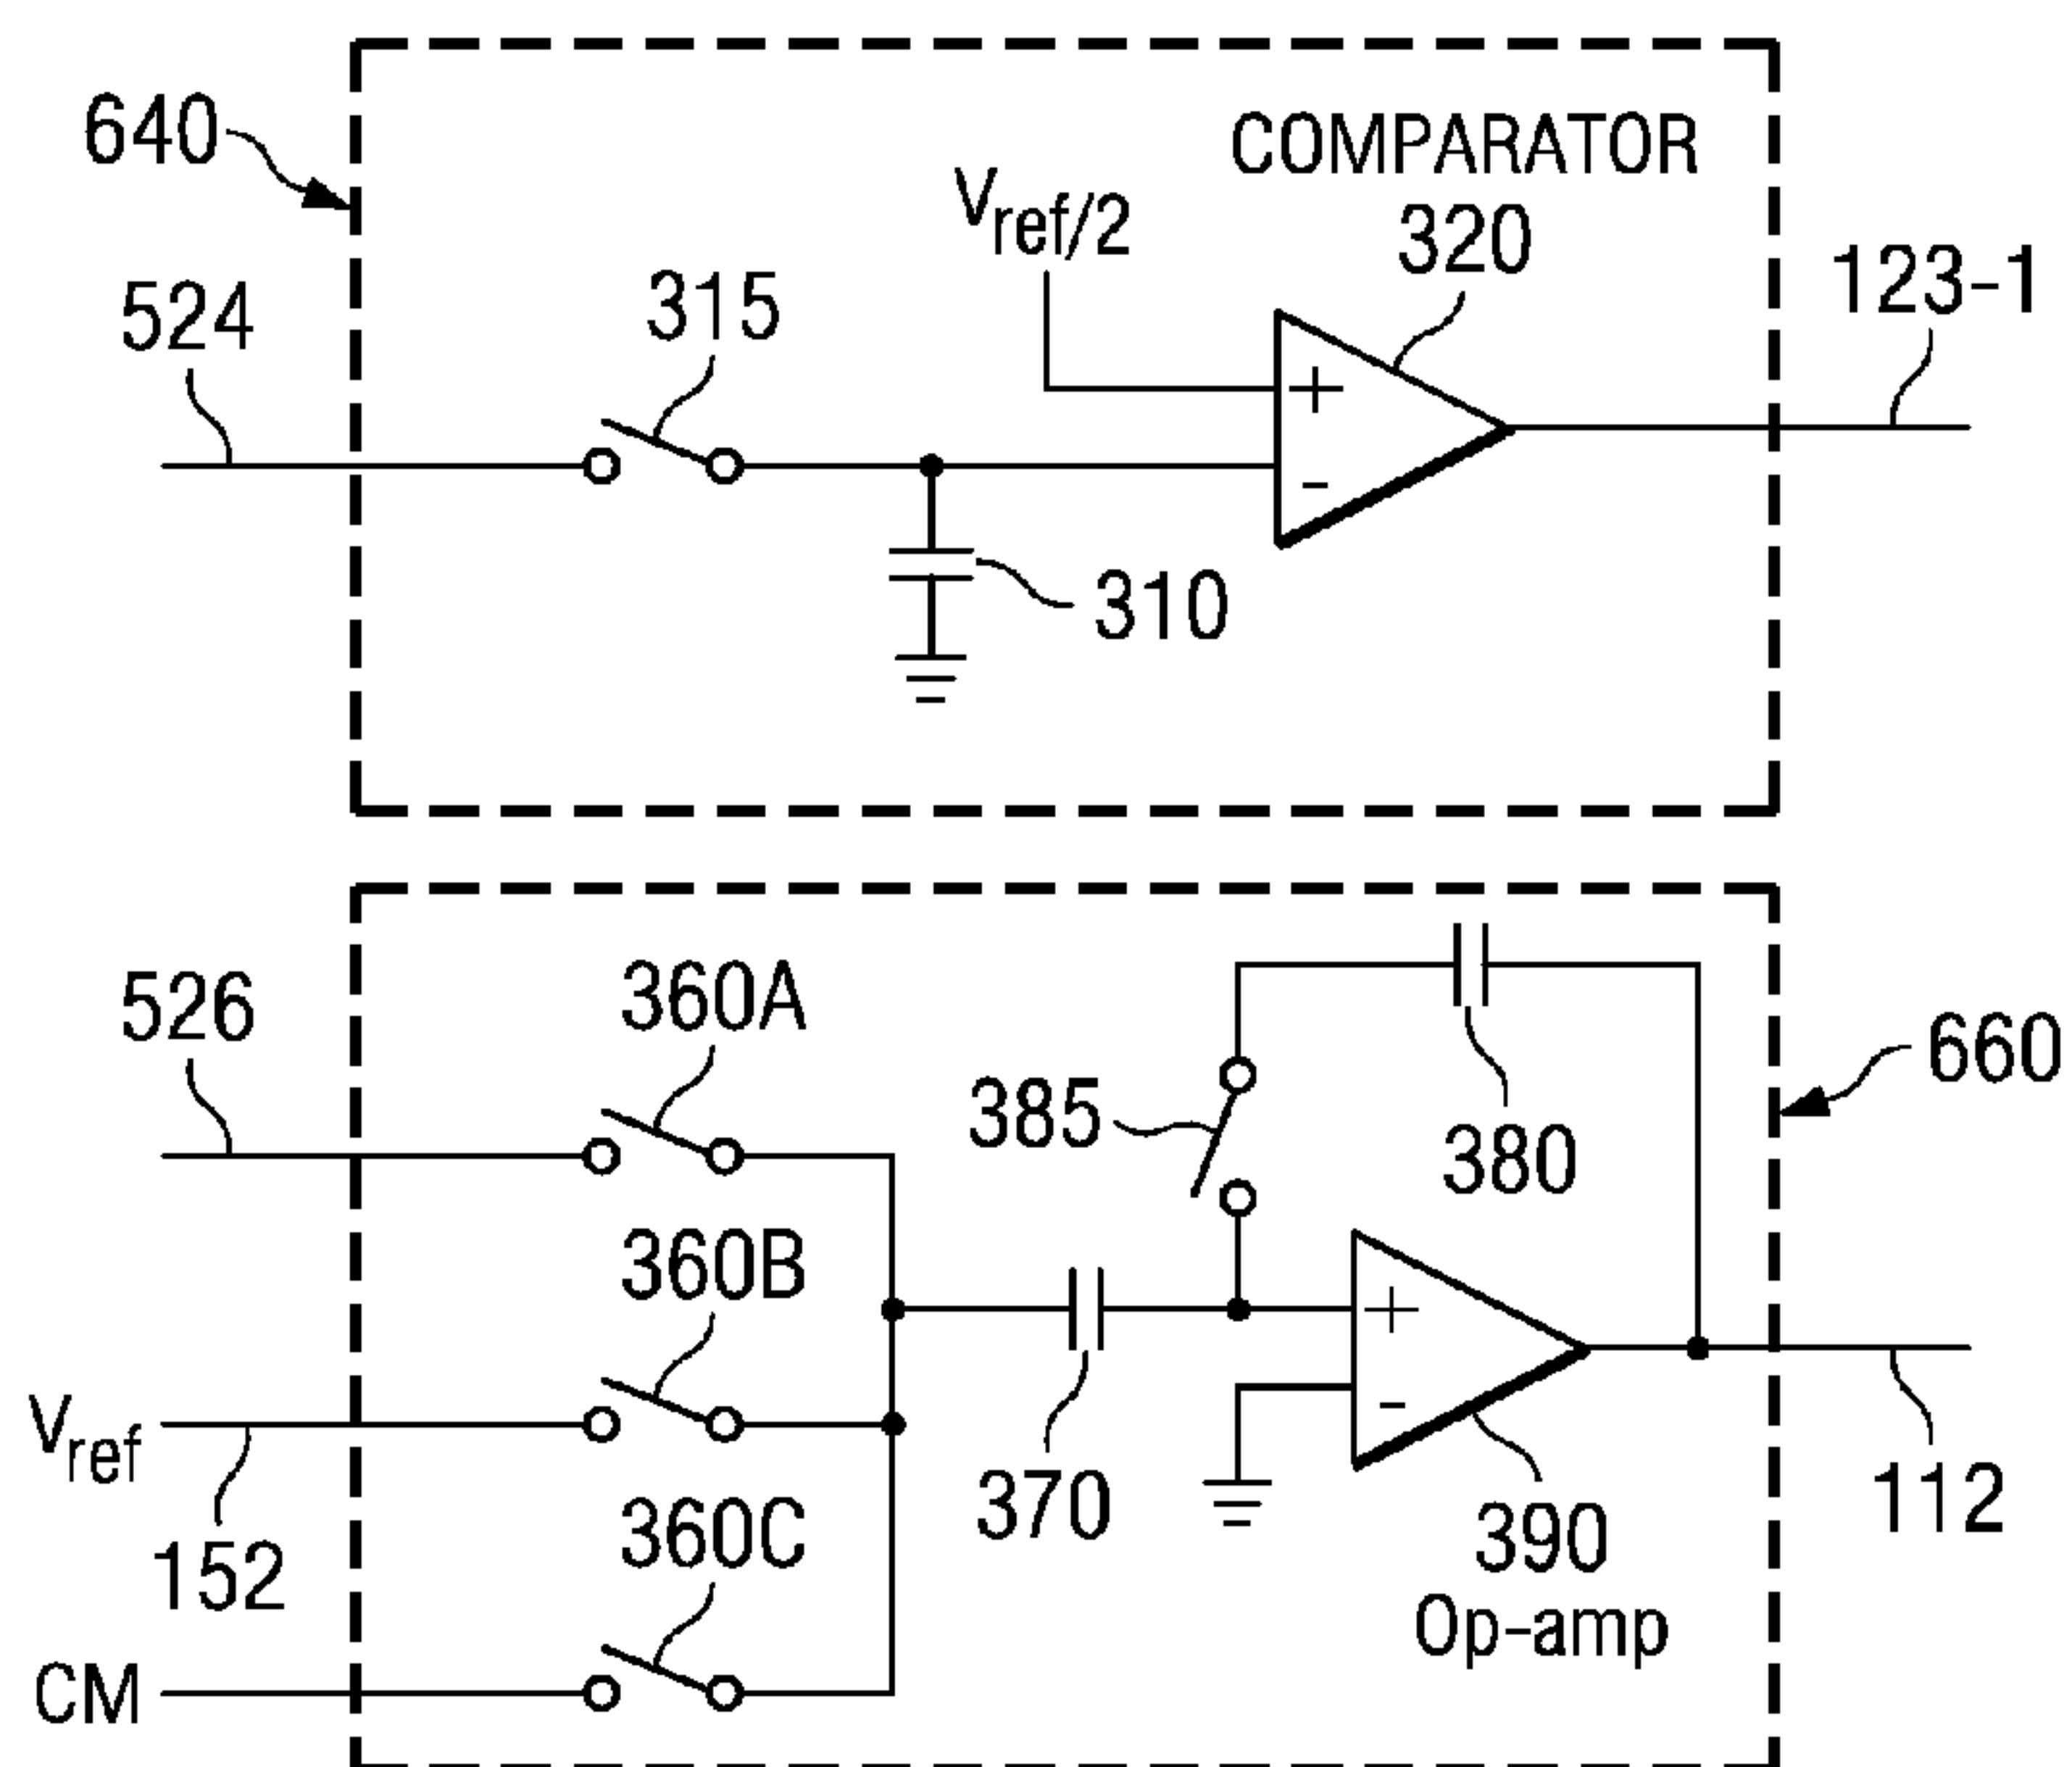 640
COMPARATOR
320
Vref/2
123-1
524
315
+
-
310
526
360A
385
380
660
360B
+
-
Vref
152
370
390
Op-amp
112
360C
CM